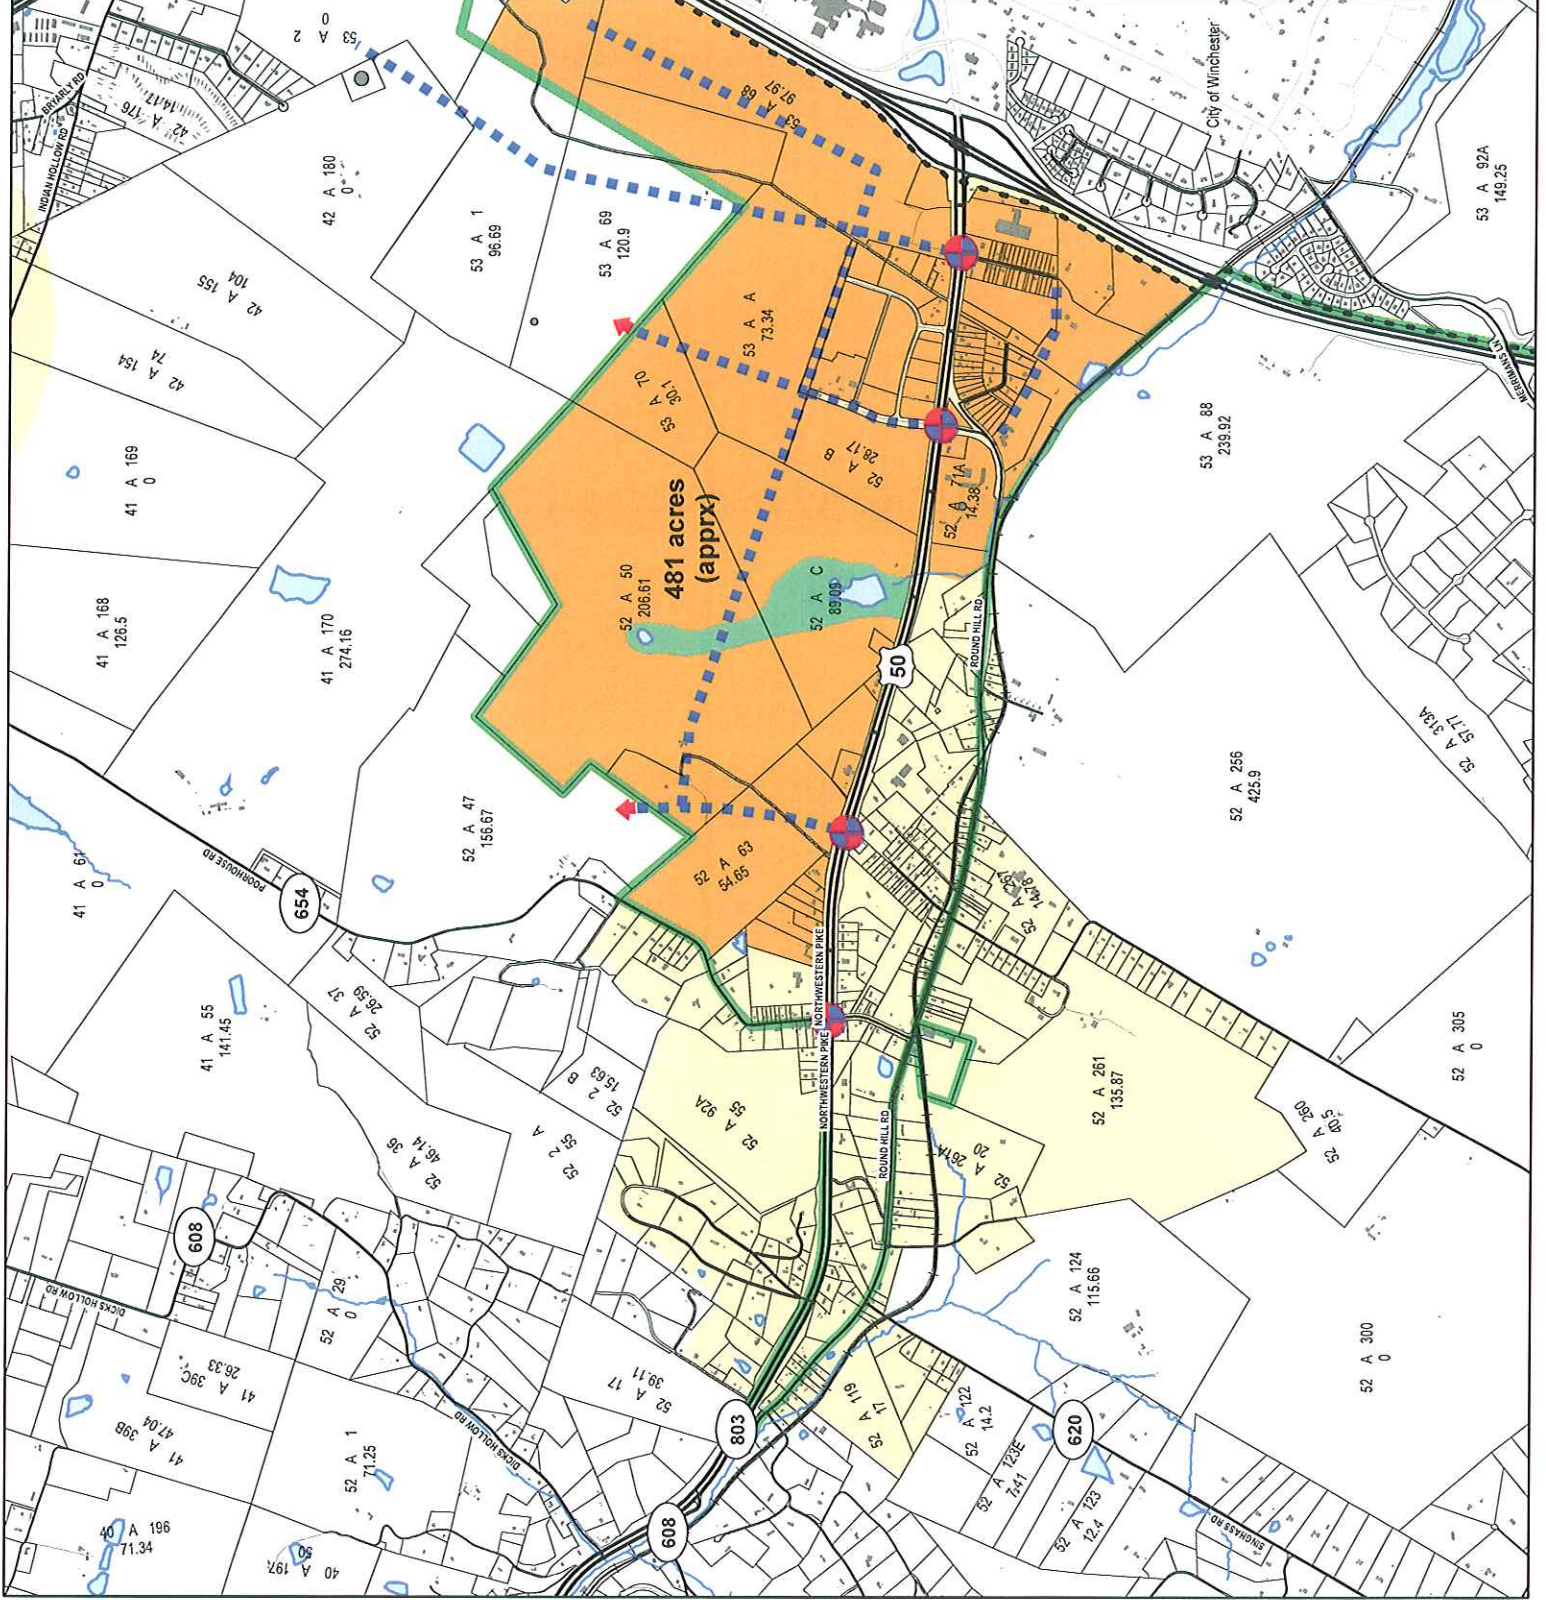 53 A 2
0
BRYARLY RD
42 A 176
14.17
INDIAN HOLLOW RD
42 A 180
0
53 A 1
96.69
53 A 69
120.9
53 A 68
97.97
City of Winchester
53 A 92A
149.25
42 A 155
104
42 A 154
74
53 A A
73.34
53 A 70
30.1
MERRIMANS LN
41 A 169
0
53 A 88
239.92
52 A B
28.17
52 A 71A
14.38
481 acres
(apprx)
41 A 168
126.5
41 A 170
274.16
52 A 50
206.61
52 A C
89.09
50
ROUND HILL RD
52 A 313A
57.77
52 A 256
425.9
52 A 47
156.67
POORHOUSE RD
654
41 A 61
0
52 A 63
54.65
52 A 267
NORTHWESTERN PIKE
NORTHWESTERN PIKE
41 A 55
141.45
52 A 37
26.59
52 2 B
15.63
52 A 92A
55
52 A 261
135.87
52 A 305
0
52 A 260
40.5
ROUND HILL RD
52 A 261A
20
52 A 36
46.14
52 2 A
55
608
DICKS HOLLOW RD
52 A 29
0
52 A 124
115.66
52 A 300
0
41 A 39C
26.33
41 A 39B
47.04
52 A 17
39.11
DICKS HOLLOW RD
52 A 1
71.25
803
52 A 119
17
52 A 122
14.2
620
52 A 123E
7.41
52 A 123
12.4
SINGHASS RD
40 A 196
71.34
40 A 197
50
608